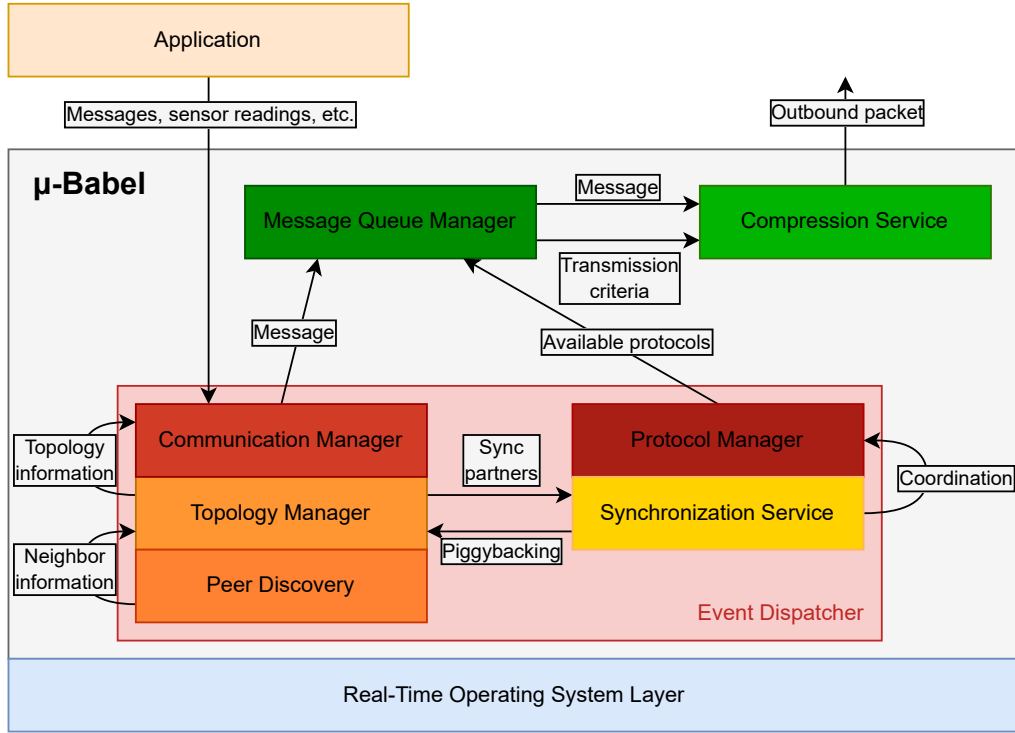 Application
Messages, sensor readings, etc.
Outbound packet
μ-Babel
Message Queue Manager
Message
Compression Service
Transmission
criteria
Message
Available protocols
Communication Manager
Protocol Manager
Topology
information
Sync
partners
Coordination
Topology Manager
Synchronization Service
Neighbor
information
Piggybacking
Peer Discovery
Event Dispatcher
Real-Time Operating System Layer